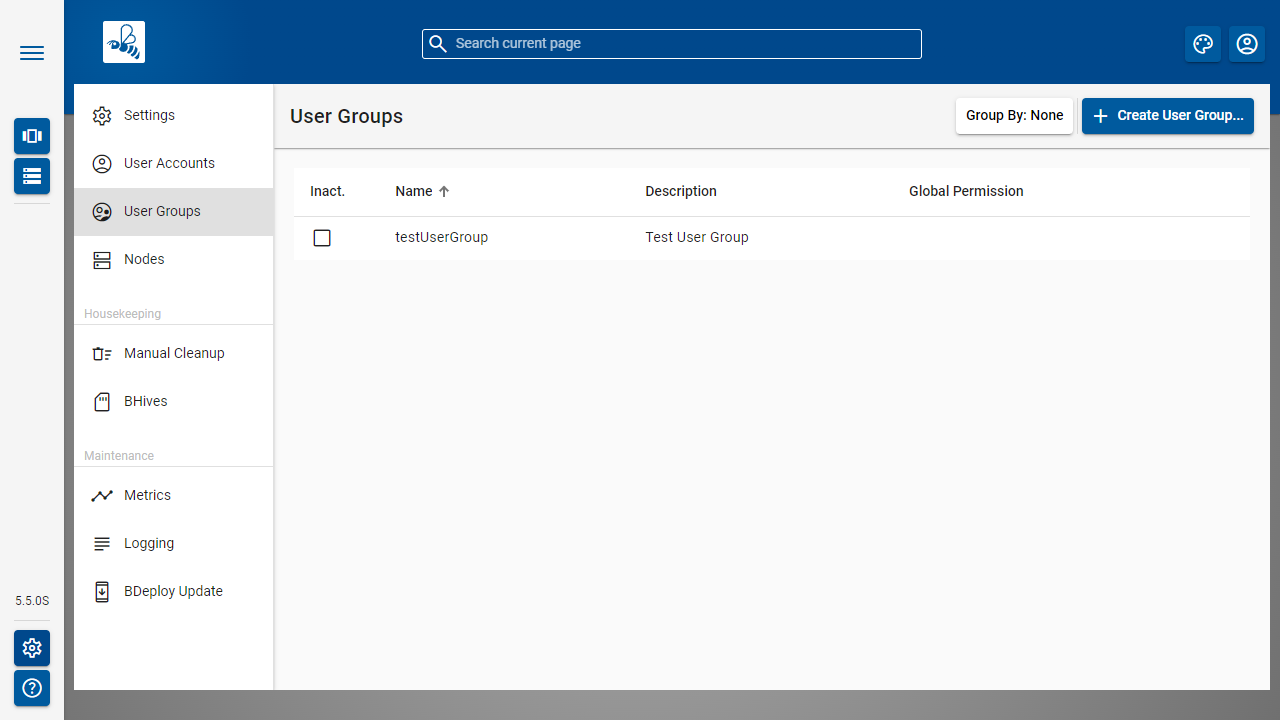 Search current page
Settings
User Accounts
User Groups
Nodes
Housekeeping
Manual Cleanup
BHives
Maintenance
Metrics
Logging
BDeploy Update
5.5.0S
User Groups
Group By: None
Create User Group...
Inact. Name Description Global Permission
testUserGroup Test User Group